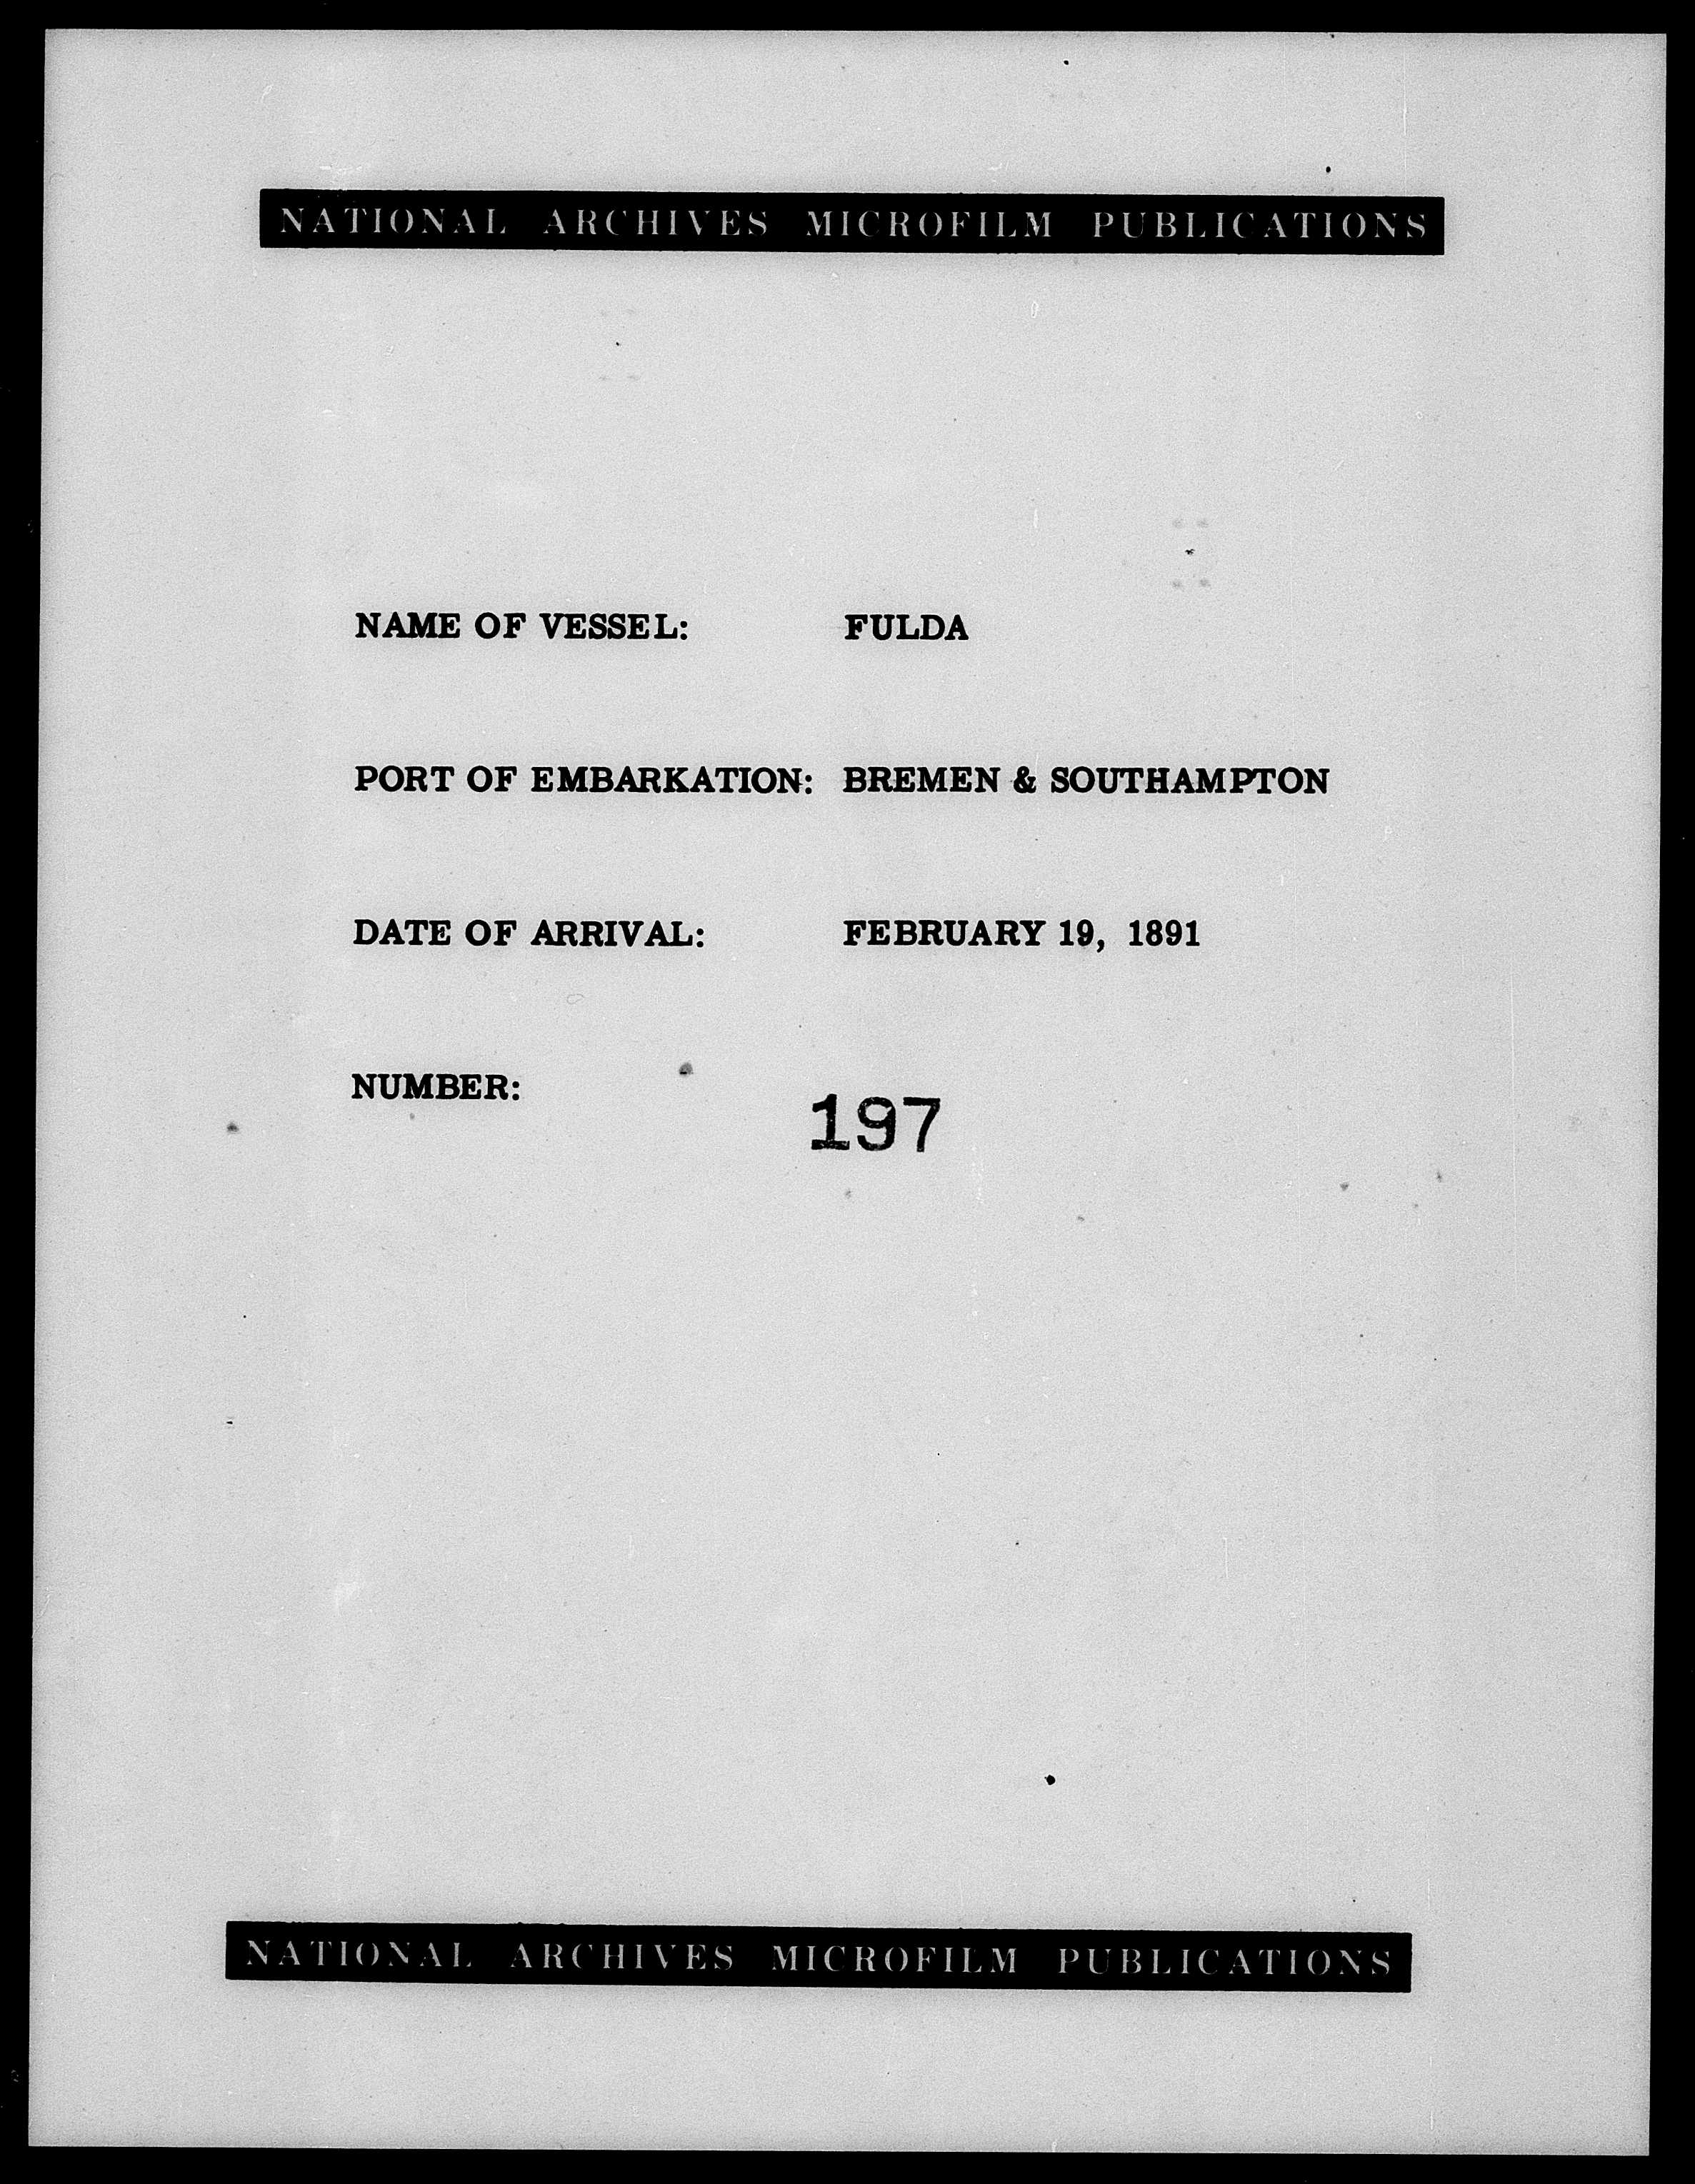 NATIONAL ARCHIVES MICROFILM PUBLICATIONS
NAME OF VESSEL: FULDA
PORT OF EMBARKATION: BREMEN & SOUTHAMPTON
DATE OF ARRIVAL: FEBRUARY 19, 1891
NUMBER: 197
NATIONAL ARCHIVES MICROFILM PUBLICATIONS